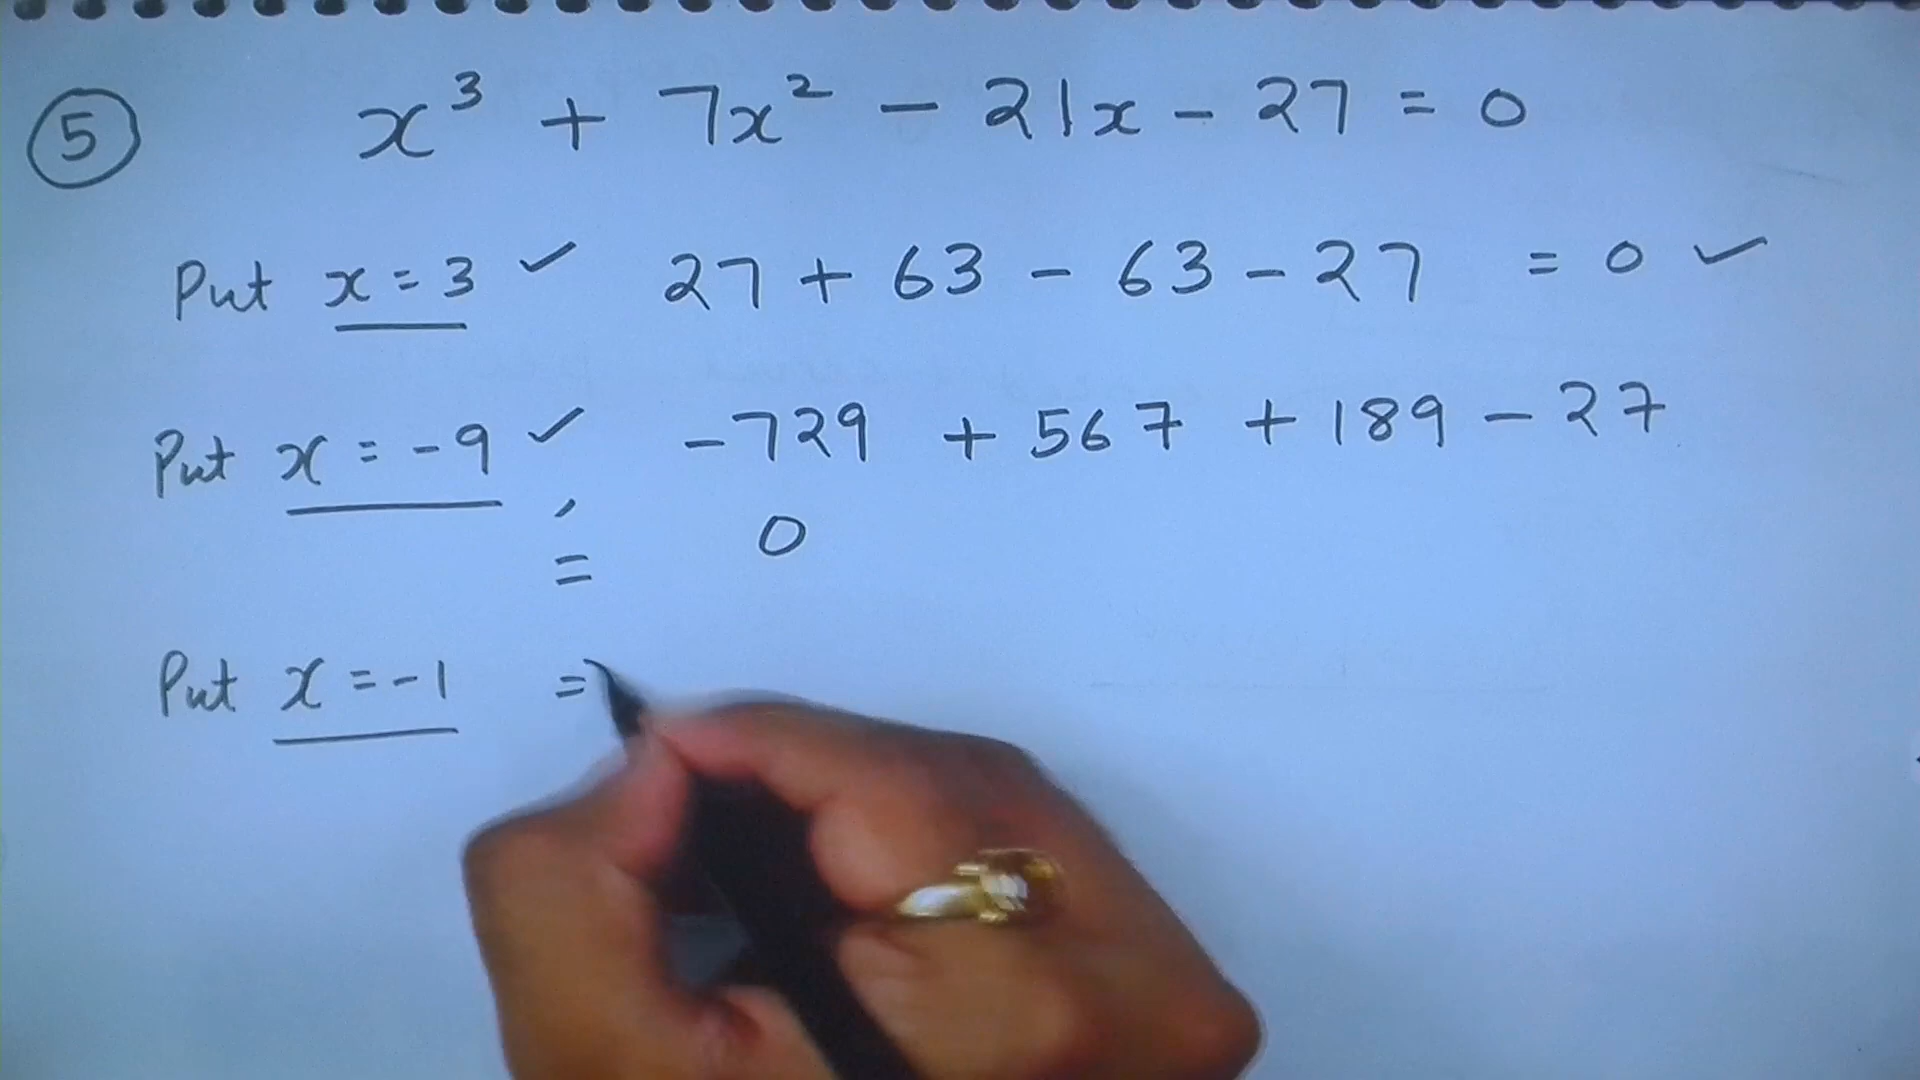 5 x³ + 7x² - 21x - 27 = 0
Put x = 3 ✓ 27 + 63 - 63 - 27 = 0 ✓
Put x = -9 ✓ -729 + 567 + 189 - 27
= 0
Put x = -1 =